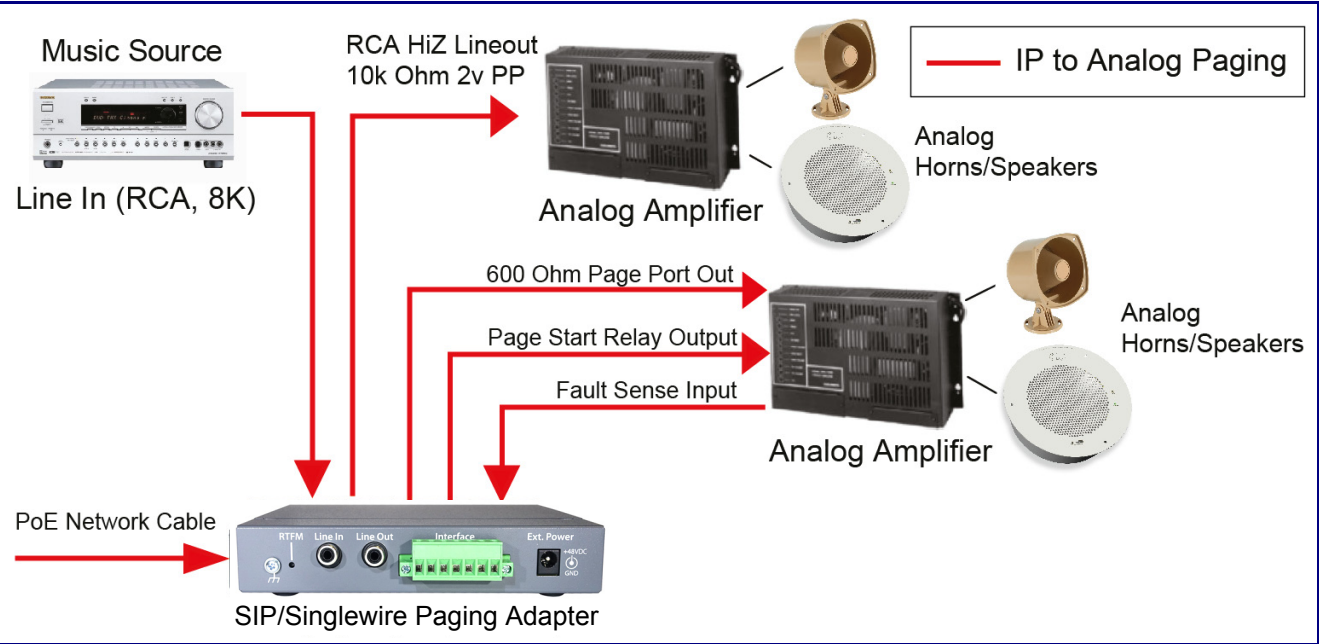 Music Source
Line In (RCA, 8K)
RCA HiZ Lineout
10k Ohm 2v PP
Analog Amplifier
Analog
Horns/Speakers
IP to Analog Paging
600 Ohm Page Port Out
Page Start Relay Output
Fault Sense Input
Analog Amplifier
Analog
Horns/Speakers
PoE Network Cable
RTFM
Line In
Line Out
Interface
Ext. Power
+48VDC
GND
SIP/Singlewire Paging Adapter